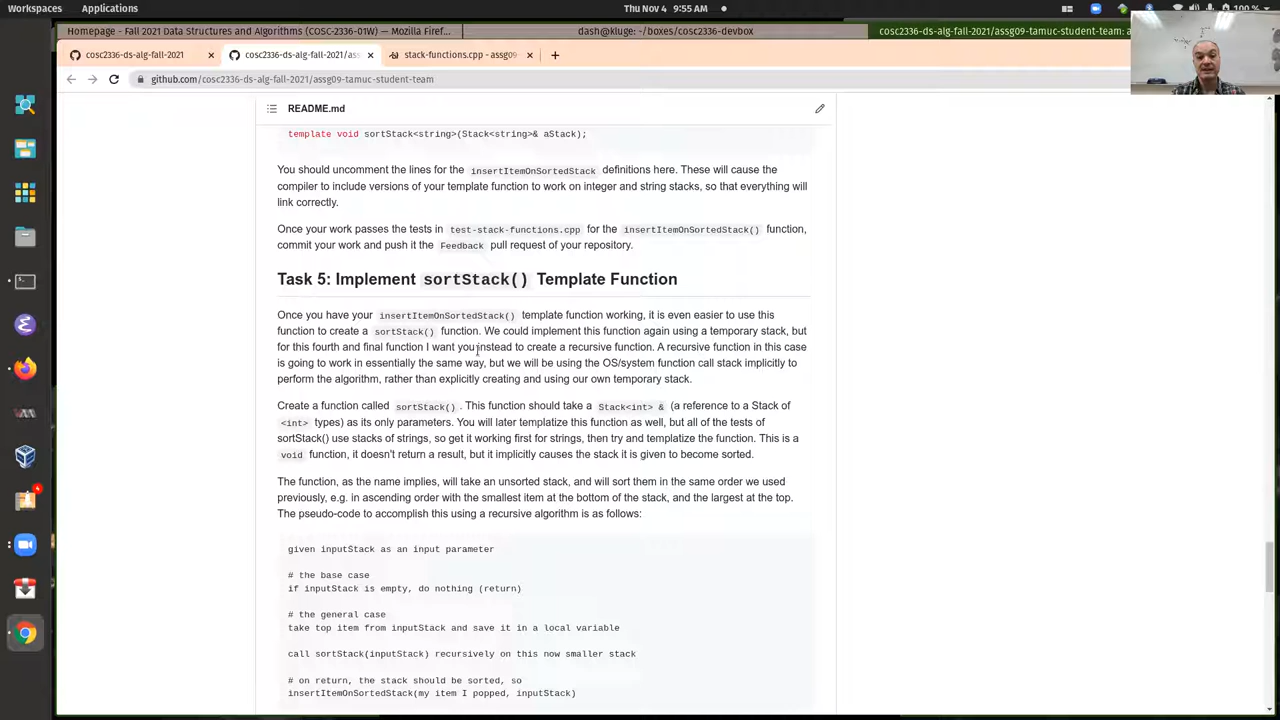 Workspaces Applications Thu Nov 4 9:55 AM 100 %
Homepage - Fall 2021 Data Structures and Algorithms (COSC-2336-01W) — Mozilla Firef... dash@kluge: ~/boxes/cosc2336-devbox cosc2336-ds-alg-fall-2021/assg09-tamuc-student-team: a
cosc2336-ds-alg-fall-2021 cosc2336-ds-alg-fall-2021/ass stack-functions.cpp - assg09
github.com/cosc2336-ds-alg-fall-2021/assg09-tamuc-student-team
README.md
template void sortStack<string>(Stack<string>& aStack);
You should uncomment the lines for the insertItemOnSortedStack definitions here. These will cause the
compiler to include versions of your template function to work on integer and string stacks, so that everything will
link correctly.
Once your work passes the tests in test-stack-functions.cpp for the insertItemOnSortedStack() function,
commit your work and push it the Feedback pull request of your repository.
Task 5: Implement sortStack() Template Function
Once you have your insertItemOnSortedStack() template function working, it is even easier to use this
function to create a sortStack() function. We could implement this function again using a temporary stack, but
for this fourth and final function I want you instead to create a recursive function. A recursive function in this case
is going to work in essentially the same way, but we will be using the OS/system function call stack implicitly to
perform the algorithm, rather than explicitly creating and using our own temporary stack.
Create a function called sortStack(). This function should take a Stack<int> & (a reference to a Stack of
<int> types) as its only parameters. You will later templatize this function as well, but all of the tests of
sortStack() use stacks of strings, so get it working first for strings, then try and templatize the function. This is a
void function, it doesn't return a result, but it implicitly causes the stack it is given to become sorted.
The function, as the name implies, will take an unsorted stack, and will sort them in the same order we used
previously, e.g. in ascending order with the smallest item at the bottom of the stack, and the largest at the top.
The pseudo-code to accomplish this using a recursive algorithm is as follows:
given inputStack as an input parameter
# the base case
if inputStack is empty, do nothing (return)
# the general case
take top item from inputStack and save it in a local variable
call sortStack(inputStack) recursively on this now smaller stack
# on return, the stack should be sorted, so
insertItemOnSortedStack(my item I popped, inputStack)